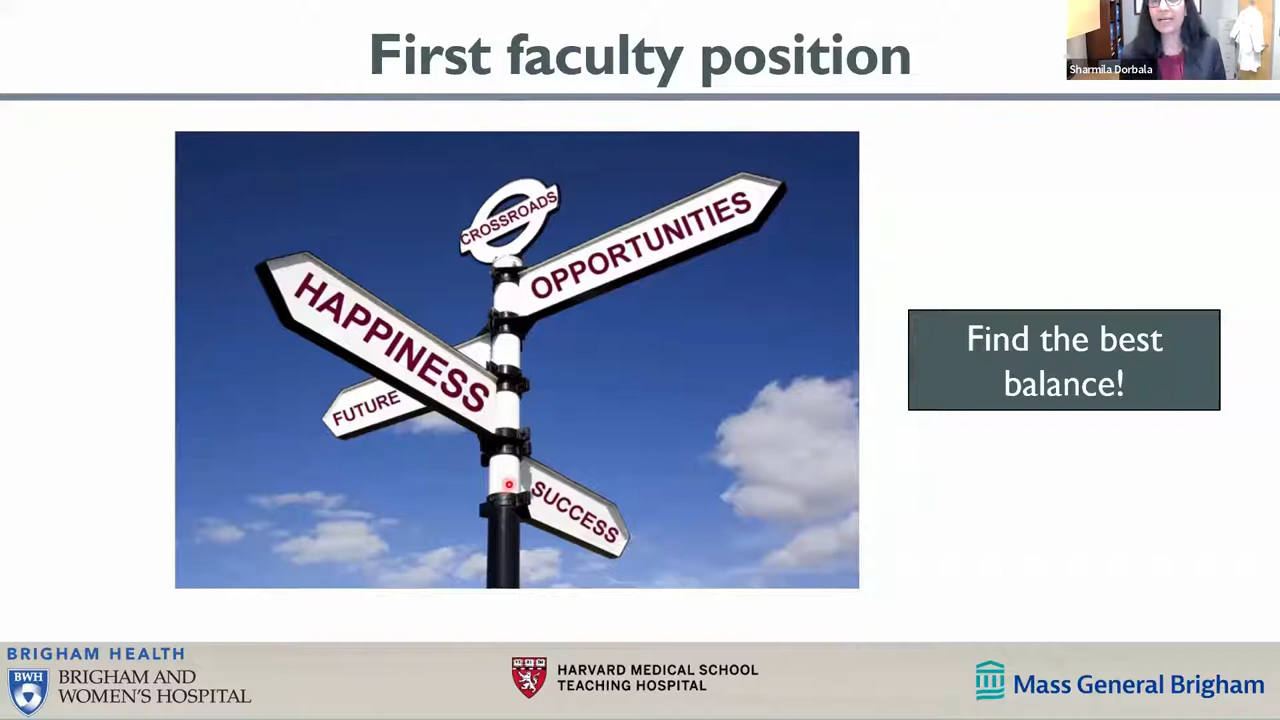 First faculty position
Sharmila Dorbala
CROSSROADS
OPPORTUNITIES
HAPPINESS
FUTURE
SUCCESS
Find the best
balance!
BRIGHAM HEALTH
BWH
BRIGHAM AND
WOMEN'S HOSPITAL
HARVARD MEDICAL SCHOOL
TEACHING HOSPITAL
Mass General Brigham